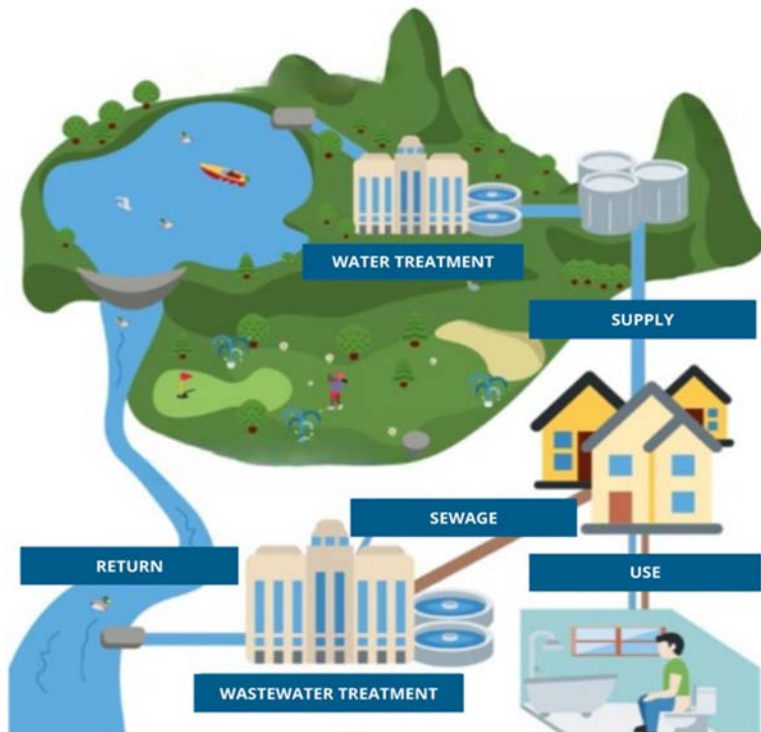 WATER TREATMENT
SUPPLY
SEWAGE
RETURN
USE
WASTEWATER TREATMENT